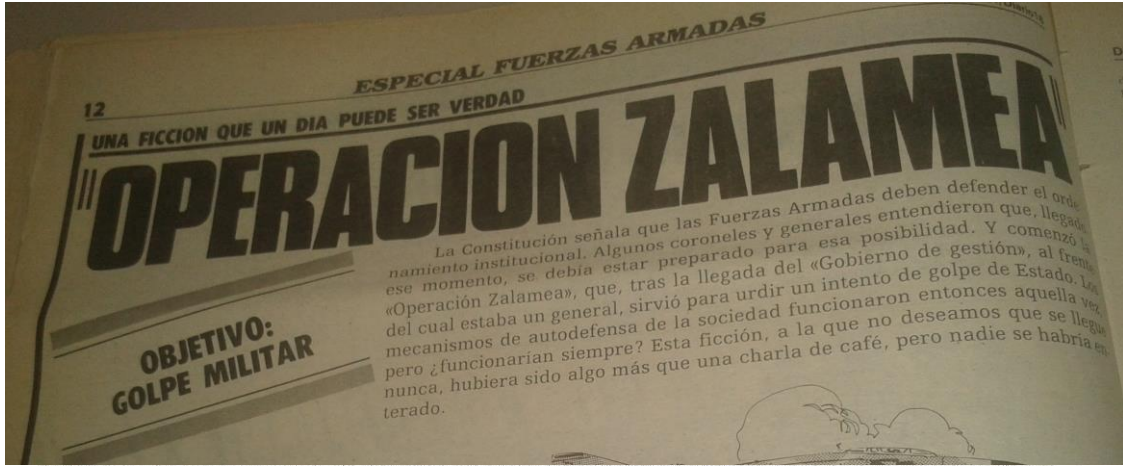 Diario16
ESPECIAL FUERZAS ARMADAS
12
UNA FICCION QUE UN DIA PUEDE SER VERDAD
"OPERACION ZALAMEA"
La Constitución señala que las Fuerzas Armadas deben defender el orde-
namiento institucional. Algunos coroneles y generales entendieron que, llegado
ese momento, se debía estar preparado para esa posibilidad. Y comenzó la
«Operación Zalamea», que, tras la llegada del «Gobierno de gestión», al frente
del cual estaba un general, sirvió para urdir un intento de golpe de Estado. Los
mecanismos de autodefensa de la sociedad funcionaron entonces aquella vez,
pero ¿funcionarían siempre? Esta ficción, a la que no deseamos que se llegue
nunca, hubiera sido algo más que una charla de café, pero nadie se habría en-
terado.
OBJETIVO:
GOLPE MILITAR